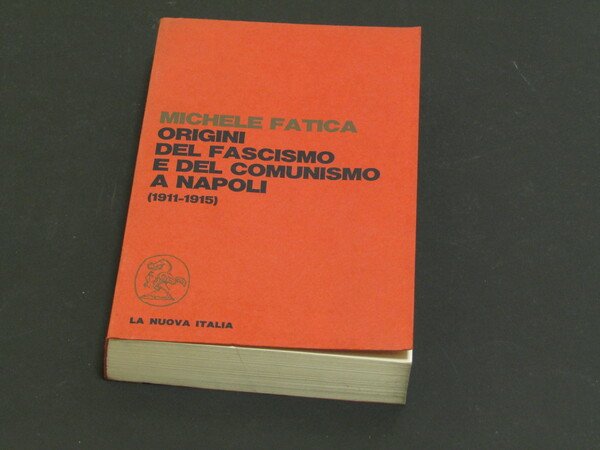 MICHELE FATICA
ORIGINI
DEL FASCISMO
E DEL COMUNISMO
A NAPOLI
(1911-1915)
LA NUOVA ITALIA